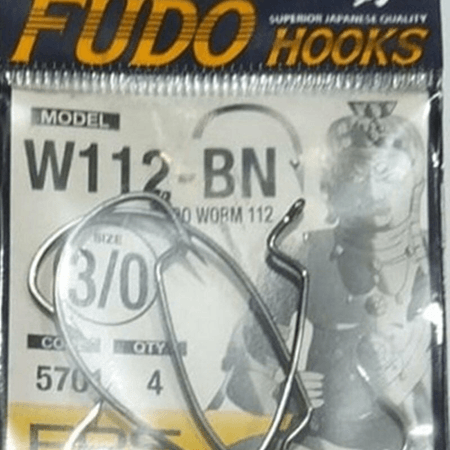 FUDO
SUPERIOR JAPANESE QUALITY
HOOKS
MODEL
W112-BN
WORM 112
SIZE
3/0
QTY
4